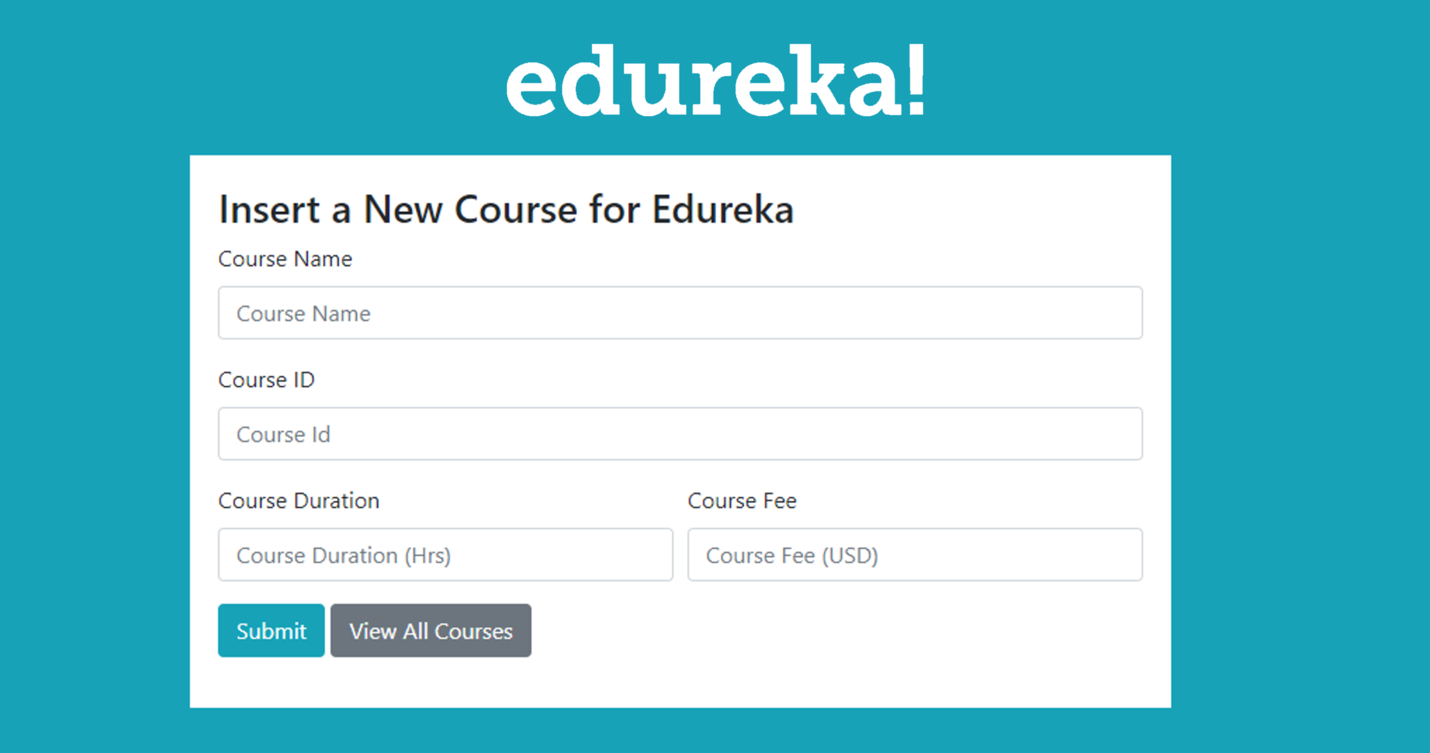 edureka!
Insert a New Course for Edureka
Course Name
Course Name
Course ID
Course Id
Course Duration Course Fee
Course Duration (Hrs) Course Fee (USD)
Submit View All Courses